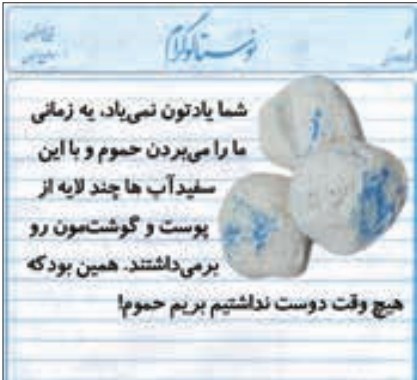 نوستالوگرام
شما یادتون نمی‌یاد، یه زمانی
ما را می‌بردن حموم و با این
سفیدآب ها چند لایه از
پوست و گوشت‌مون رو
برمی‌داشتند. همین بود که
هیچ وقت دوست نداشتیم بریم حموم!